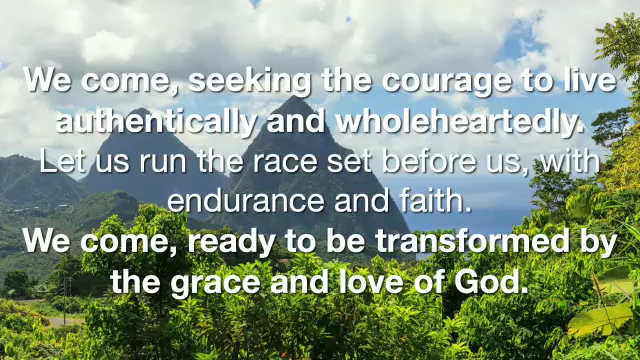 We come, seeking the courage to live
authentically and wholeheartedly.
Let us run the race set before us, with
endurance and faith.
We come, ready to be transformed by
the grace and love of God.